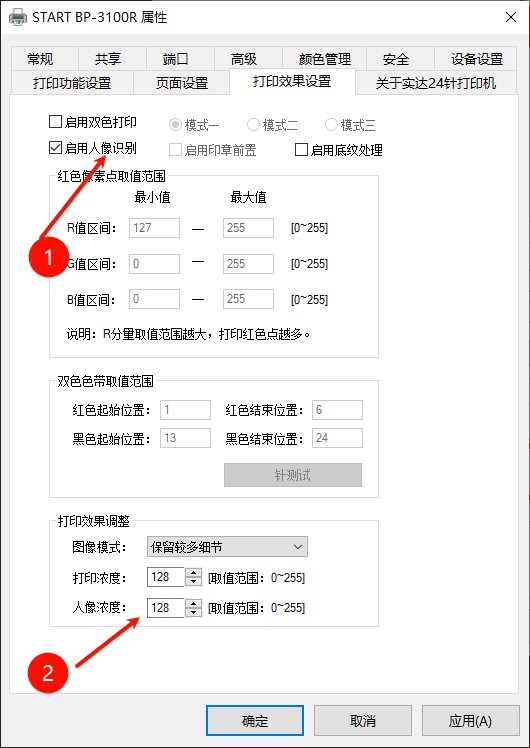 START BP-3100R 属性
常规 共享 端口 高级 颜色管理 安全 设备设置
打印功能设置 页面设置 打印效果设置 关于实达24针打印机
启用双色打印 模式一 模式二 模式三
启用人像识别 启用印章前置 启用底纹处理
红色像素点取值范围
最小值 最大值
R值区间: 127 — 255 [0~255]
1
G值区间: 0 — 255 [0~255]
B值区间: 0 — 255 [0~255]
说明：R分量取值范围越大，打印红色点越多。
双色色带取值范围
红色起始位置: 1 红色结束位置: 6
黑色起始位置: 13 黑色结束位置: 24
针测试
打印效果调整
图像模式: 保留较多细节
打印浓度: 128 [取值范围: 0~255]
人像浓度: 128 [取值范围: 0~255]
2
确定 取消 应用(A)